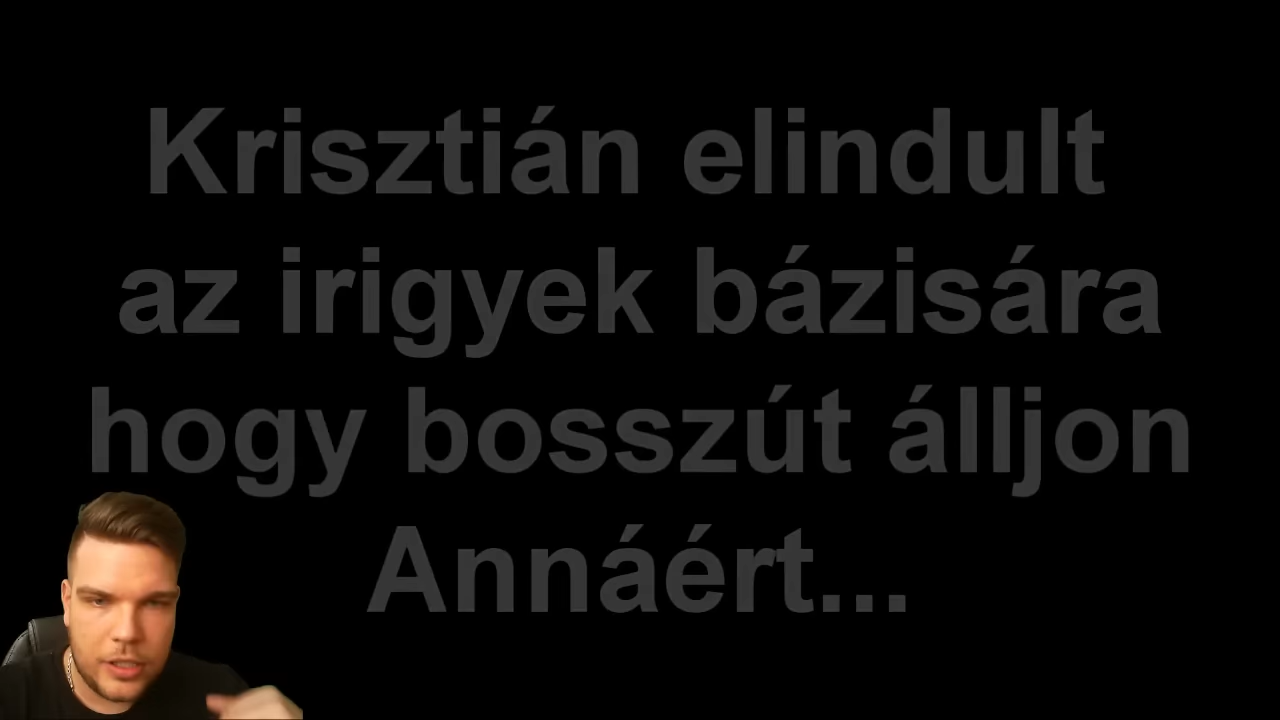 Krisztián elindult
az irigyek bázisára
hogy bosszút álljon
Annáért...